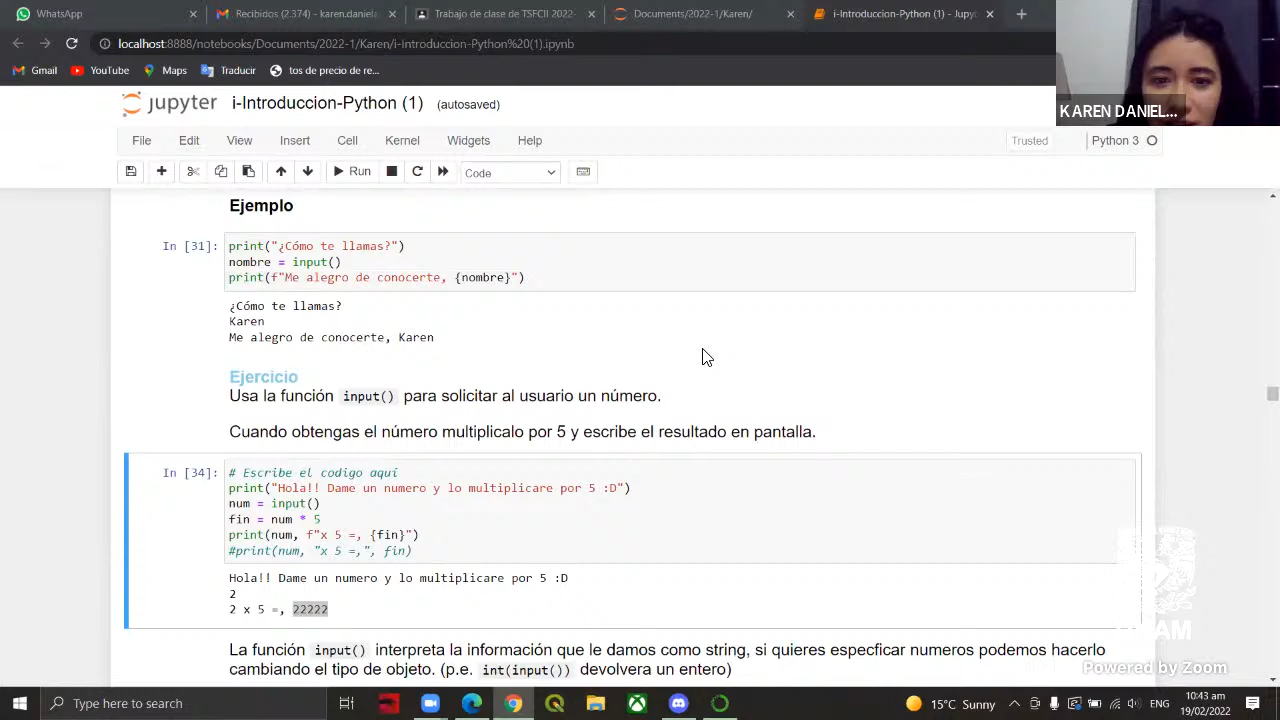 WhatsApp
Recibidos (2.374) - karen.daniela
Trabajo de clase de TSFCII 2022-
Documents/2022-1/Karen/
i-Introduccion-Python (1) - Jupyt
localhost:8888/notebooks/Documents/2022-1/Karen/i-Introduccion-Python%20(1).ipynb
Gmail
YouTube
Maps
Traducir
tos de precio de re...
KAREN DANIEL...
jupyter i-Introduccion-Python (1) (autosaved)
File Edit View Insert Cell Kernel Widgets Help
Trusted
Python 3
Run
Code
Ejemplo
In [31]: print("¿Cómo te llamas?")
nombre = input()
print(f"Me alegro de conocerte, {nombre}")
¿Cómo te llamas?
Karen
Me alegro de conocerte, Karen
Ejercicio
Usa la función input() para solicitar al usuario un número.
Cuando obtengas el número multiplicalo por 5 y escribe el resultado en pantalla.
In [34]: # Escribe el codigo aquí
print("Hola!! Dame un numero y lo multiplicare por 5 :D")
num = input()
fin = num * 5
print(num, f"x 5 =, {fin}")
#print(num, "x 5 =,", fin)
Hola!! Dame un numero y lo multiplicare por 5 :D
2
2 x 5 =, 22222
La función input() interpreta la información que le damos como string, si quieres especficar numeros podemos hacerlo
cambiando el tipo de objeto. (p.e. int(input()) devolvera un entero)
Powered by Zoom
Type here to search
15°C Sunny
ENG
10:43 am
19/02/2022